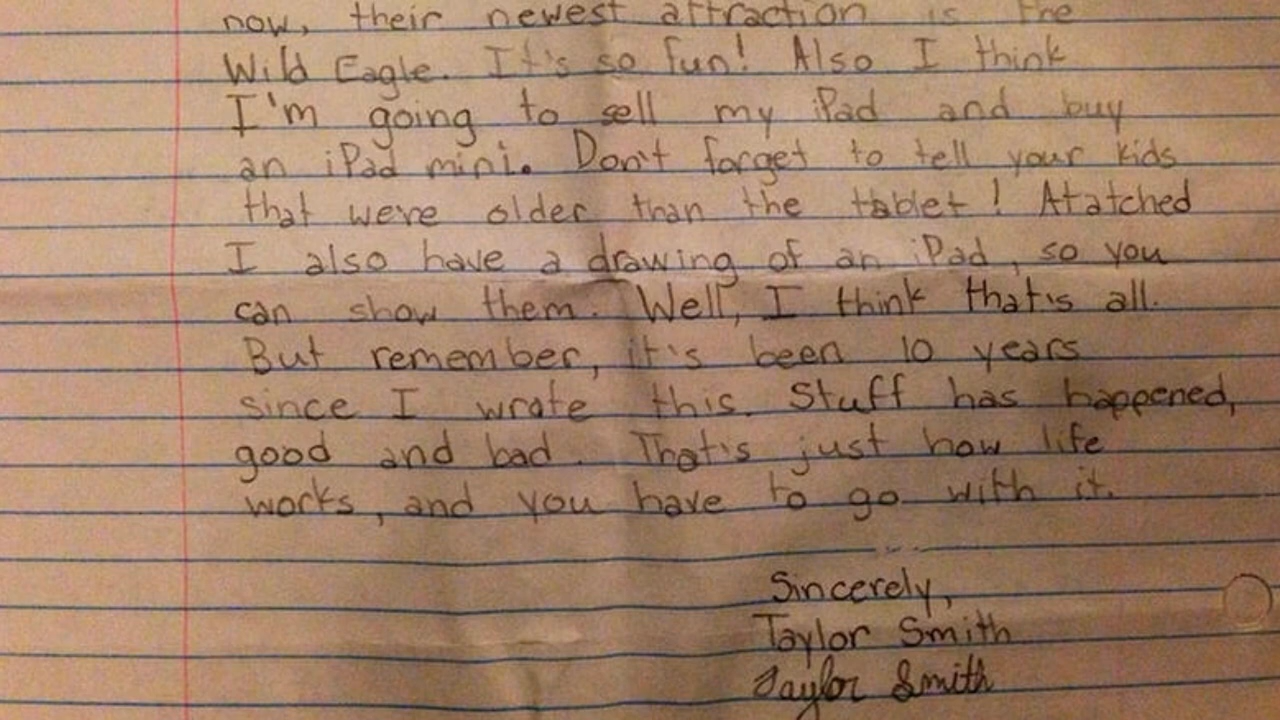 now, their newest attraction is the
Wild Eagle. It's so fun! Also I think
I'm going to sell my iPad and buy
an iPad mini. Don't forget to tell your kids
that we're older than the tablet! Atatched
I also have a drawing of an iPad, so you
can show them. Well, I think that's all.
But remember, it's been 10 years
since I wrote this. Stuff has happened,
good and bad. That's just how life
works, and you have to go with it.
Sincerely,
Taylor Smith
Taylor Smith